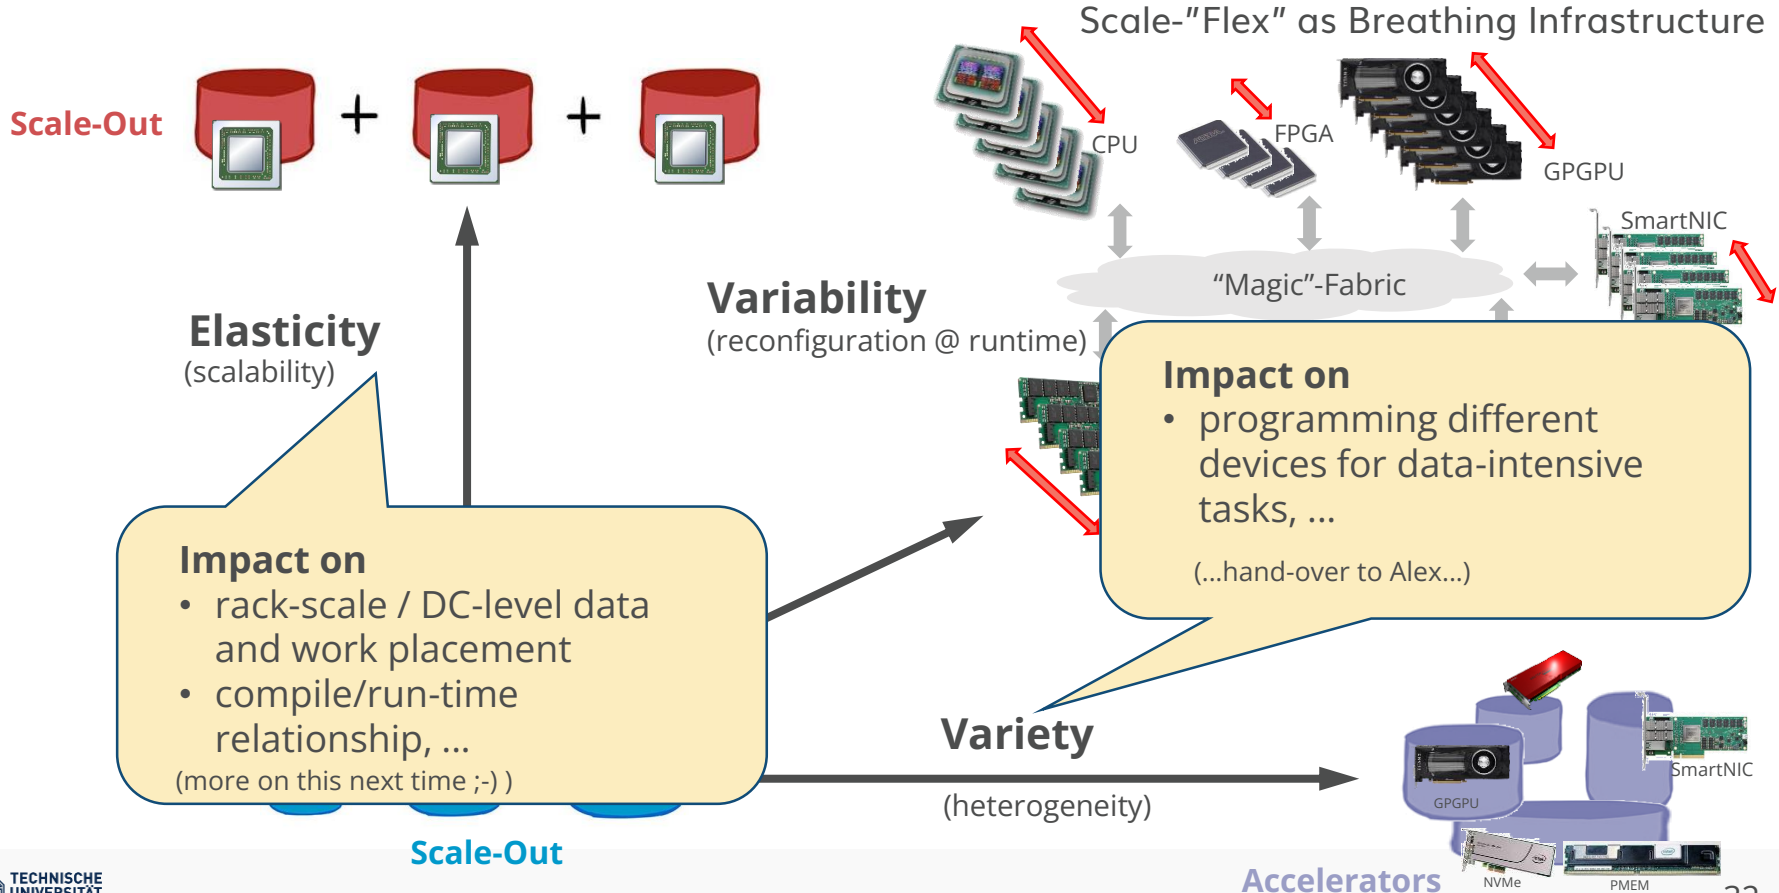 Scale-"Flex" as Breathing Infrastructure
Scale-Out
CPU
FPGA
GPGPU
SmartNIC
"Magic"-Fabric
Variability
(reconfiguration @ runtime)
Elasticity
(scalability)
Impact on
• programming different
devices for data-intensive
tasks, ...
(...hand-over to Alex...)
Impact on
• rack-scale / DC-level data
and work placement
• compile/run-time
relationship, ...
(more on this next time ;-) )
Variety
(heterogeneity)
SmartNIC
GPGPU
Scale-Out
Accelerators
NVMe
PMEM
TECHNISCHE
UNIVERSITÄT